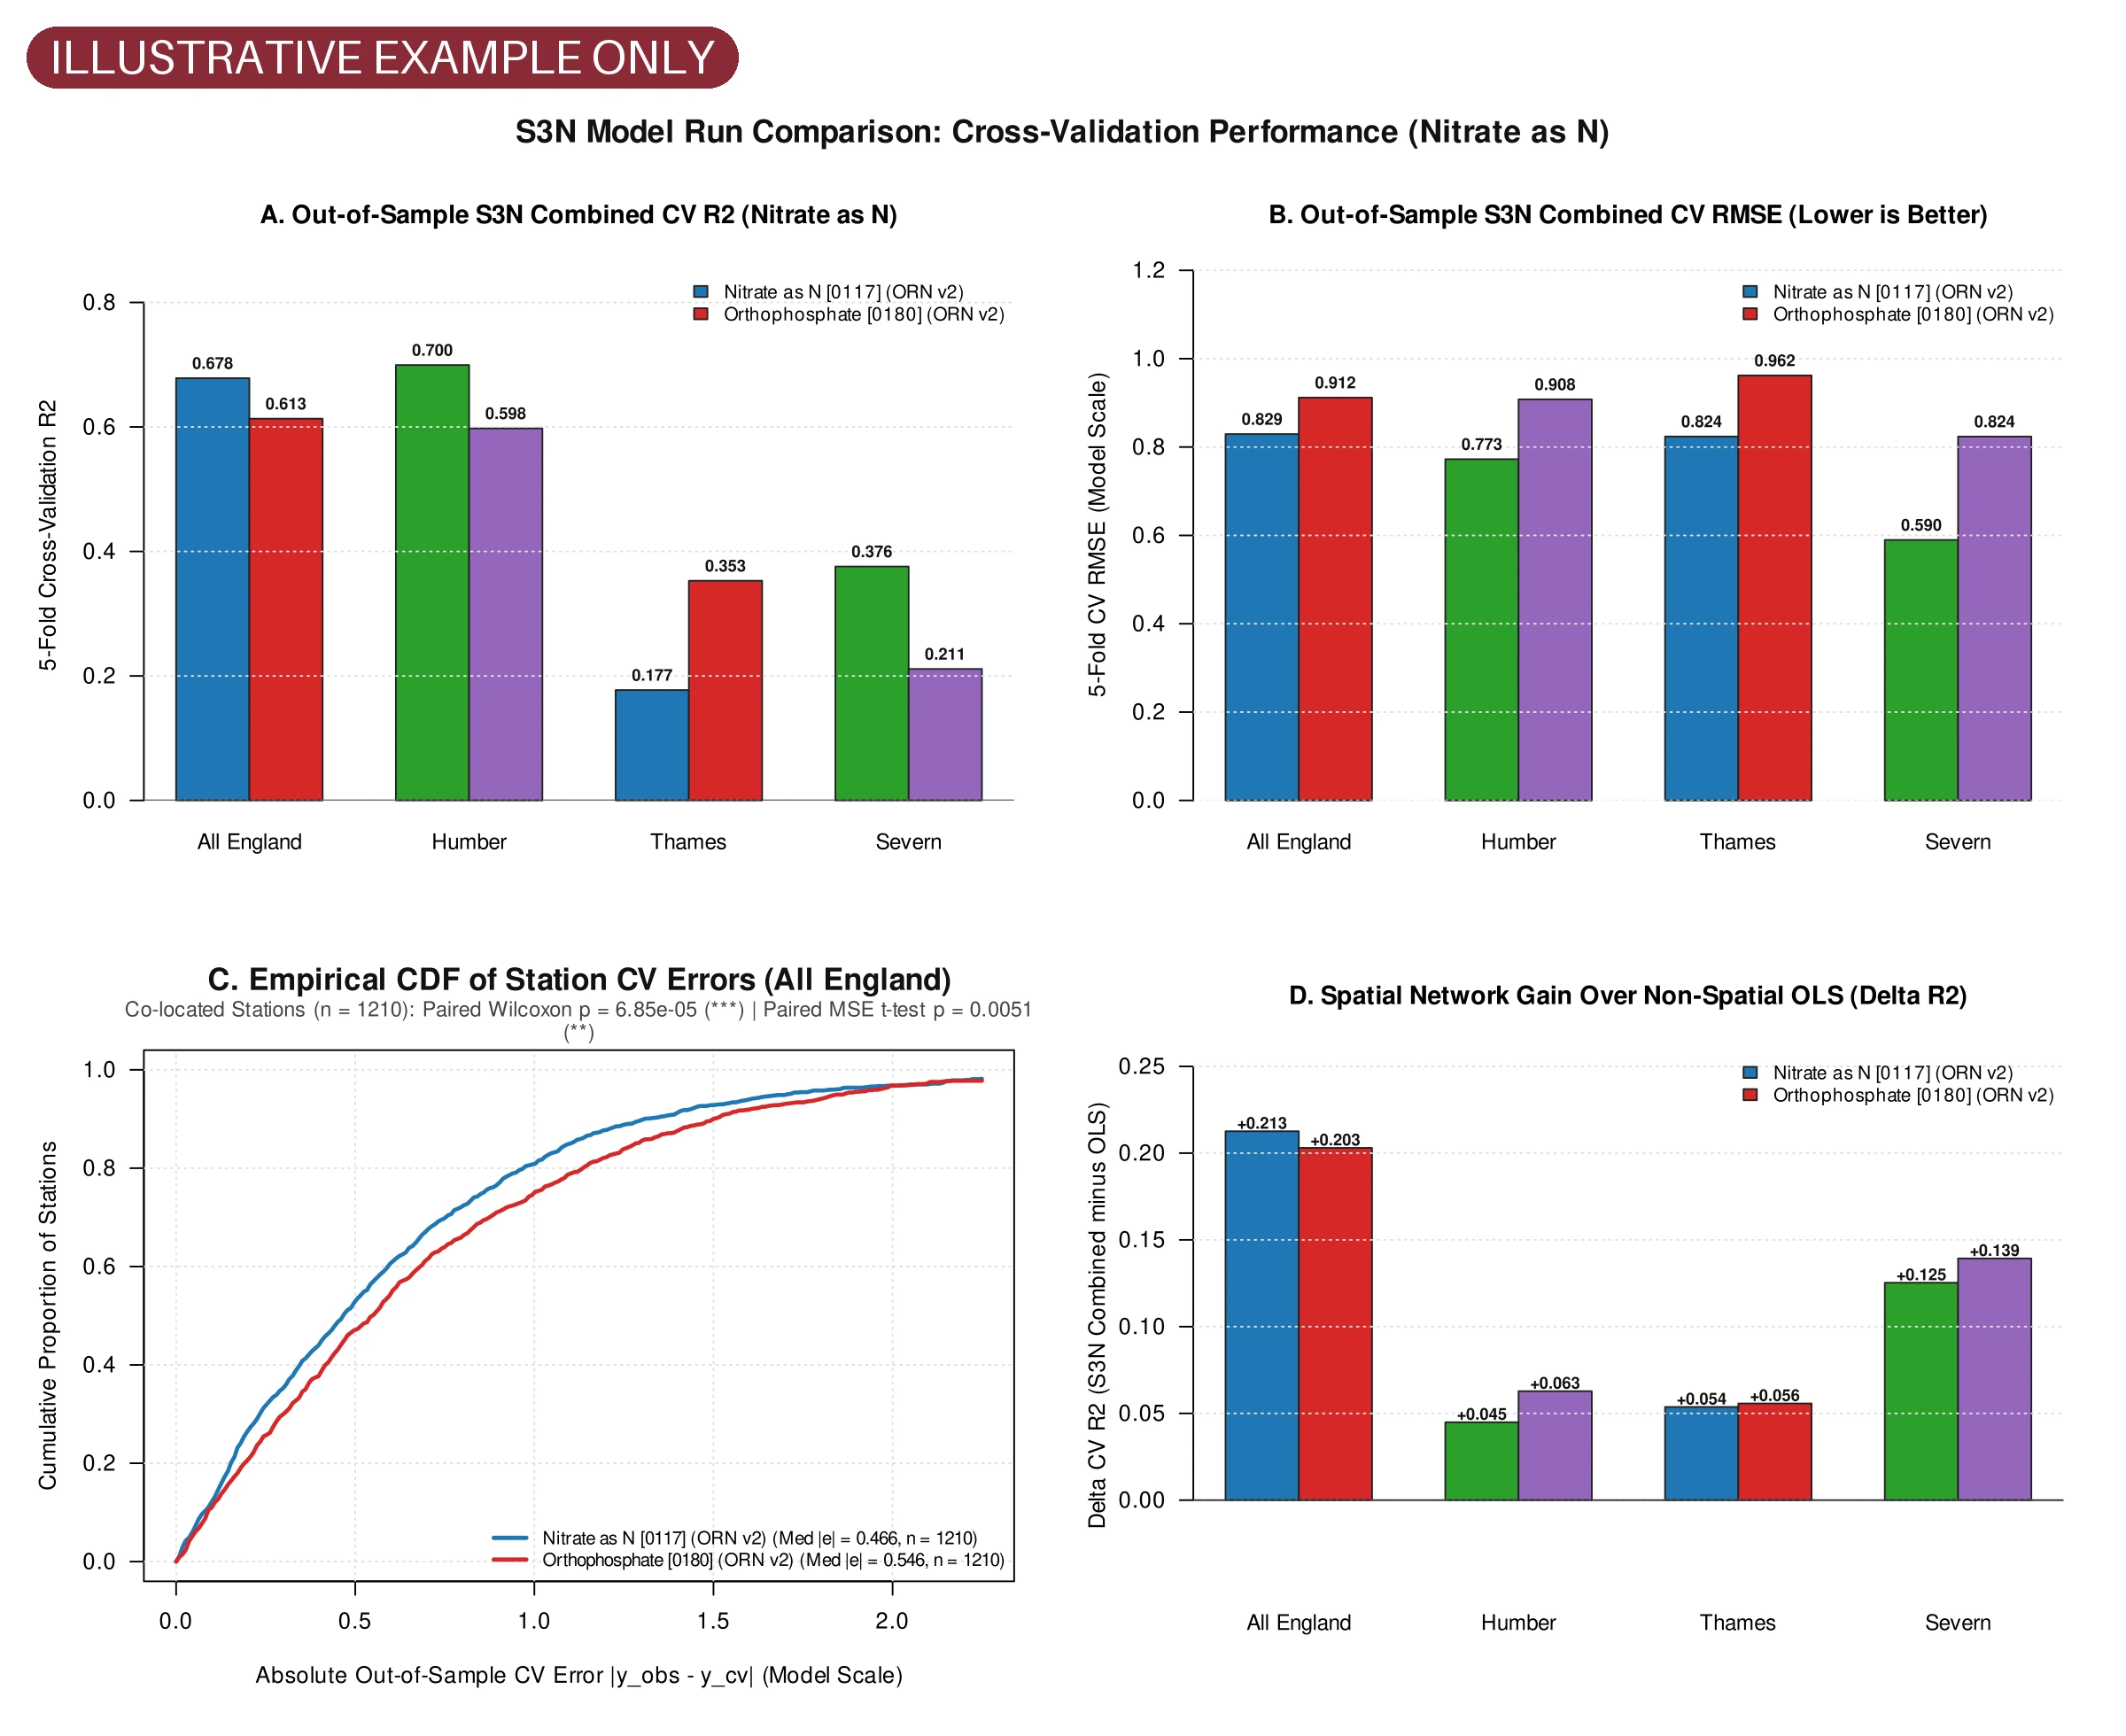 ILLUSTRATIVE EXAMPLE ONLY
S3N Model Run Comparison: Cross-Validation Performance (Nitrate as N)
A. Out-of-Sample S3N Combined CV R2 (Nitrate as N)
Nitrate as N [0117] (ORN v2)
Orthophosphate [0180] (ORN v2)
5-Fold Cross-Validation R2
0.8
0.6
0.4
0.2
0.0
0.678
0.613
0.700
0.598
0.177
0.353
0.376
0.211
All England
Humber
Thames
Severn
B. Out-of-Sample S3N Combined CV RMSE (Lower is Better)
Nitrate as N [0117] (ORN v2)
Orthophosphate [0180] (ORN v2)
5-Fold CV RMSE (Model Scale)
1.2
1.0
0.8
0.6
0.4
0.2
0.0
0.829
0.912
0.773
0.908
0.824
0.962
0.590
0.824
All England
Humber
Thames
Severn
C. Empirical CDF of Station CV Errors (All England)
Co-located Stations (n = 1210): Paired Wilcoxon p = 6.85e-05 (***) | Paired MSE t-test p = 0.0051
(**)
Cumulative Proportion of Stations
1.0
0.8
0.6
0.4
0.2
0.0
Nitrate as N [0117] (ORN v2) (Med |e| = 0.466, n = 1210)
Orthophosphate [0180] (ORN v2) (Med |e| = 0.546, n = 1210)
0.0
0.5
1.0
1.5
2.0
Absolute Out-of-Sample CV Error |y_obs - y_cv| (Model Scale)
D. Spatial Network Gain Over Non-Spatial OLS (Delta R2)
Nitrate as N [0117] (ORN v2)
Orthophosphate [0180] (ORN v2)
Delta CV R2 (S3N Combined minus OLS)
0.25
0.20
0.15
0.10
0.05
0.00
+0.213
+0.203
+0.045
+0.063
+0.054
+0.056
+0.125
+0.139
All England
Humber
Thames
Severn